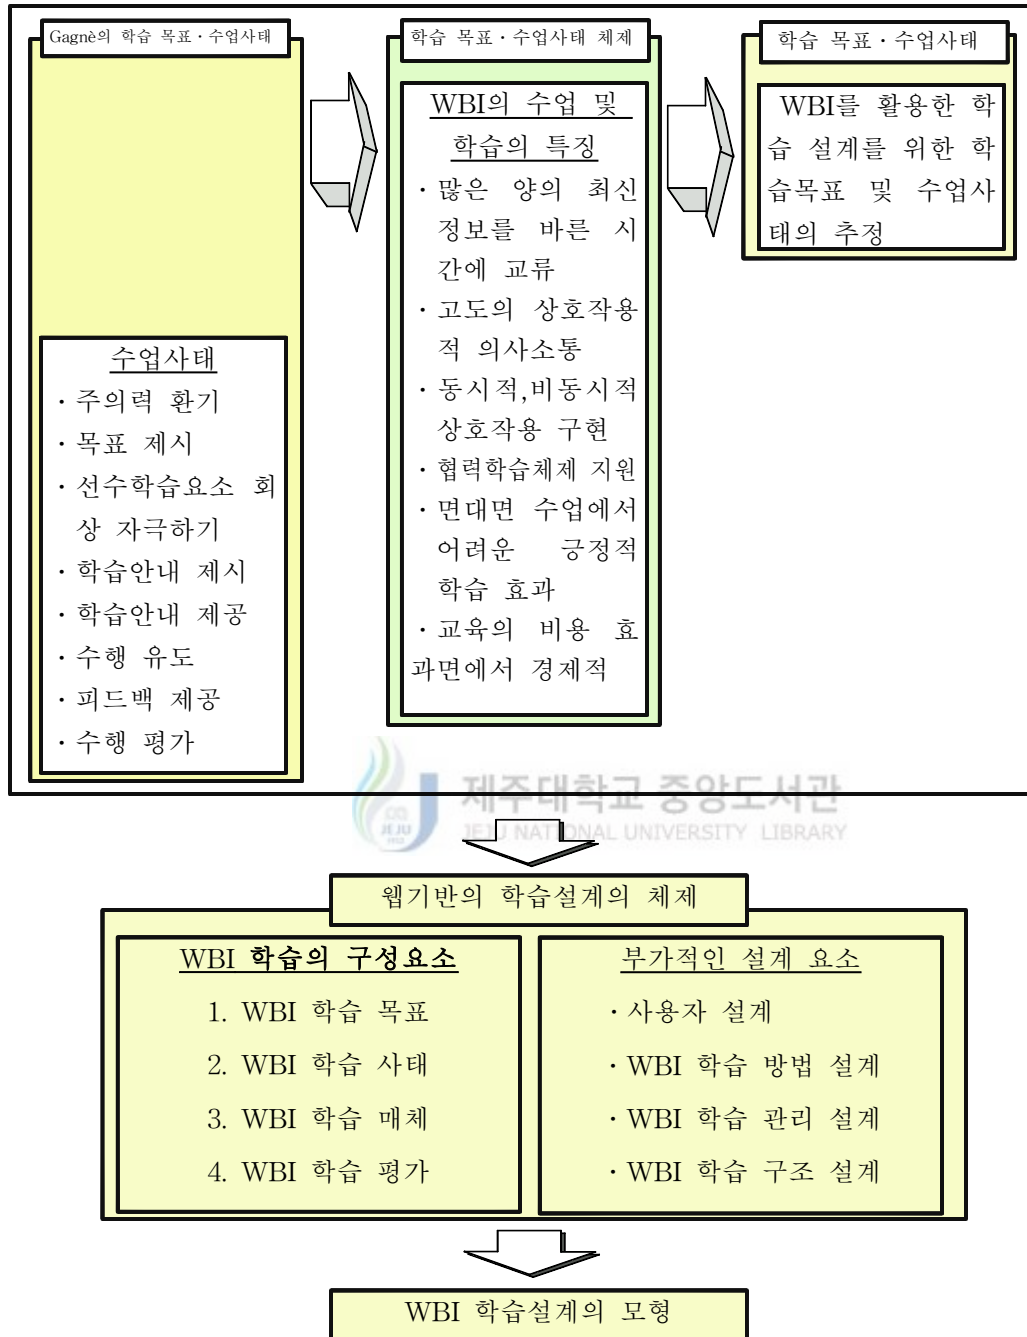 Gagnè의 학습 목표·수업사태
수업사태
·주의력 환기
·목표 제시
·선수학습요소 회
상 자극하기
·학습안내 제시
·학습안내 제공
·수행 유도
·피드백 제공
·수행 평가
학습 목표·수업사태 체제
WBI의 수업 및
학습의 특징
·많은 양의 최신
정보를 바른 시
간에 교류
·고도의 상호작용
적 의사소통
·동시적,비동시적
상호작용 구현
·협력학습체제 지원
·면대면 수업에서
어려운 긍정적
학습 효과
·교육의 비용 효
과면에서 경제적
학습 목표·수업사태
WBI를 활용한 학
습 설계를 위한 학
습목표 및 수업사
태의 추정
제주대학교 중앙도서관
JEJU NATIONAL UNIVERSITY LIBRARY
JEJU
1952
웹기반의 학습설계의 체제
WBI 학습의 구성요소
1. WBI 학습 목표
2. WBI 학습 사태
3. WBI 학습 매체
4. WBI 학습 평가
부가적인 설계 요소
·사용자 설계
·WBI 학습 방법 설계
·WBI 학습 관리 설계
·WBI 학습 구조 설계
WBI 학습설계의 모형